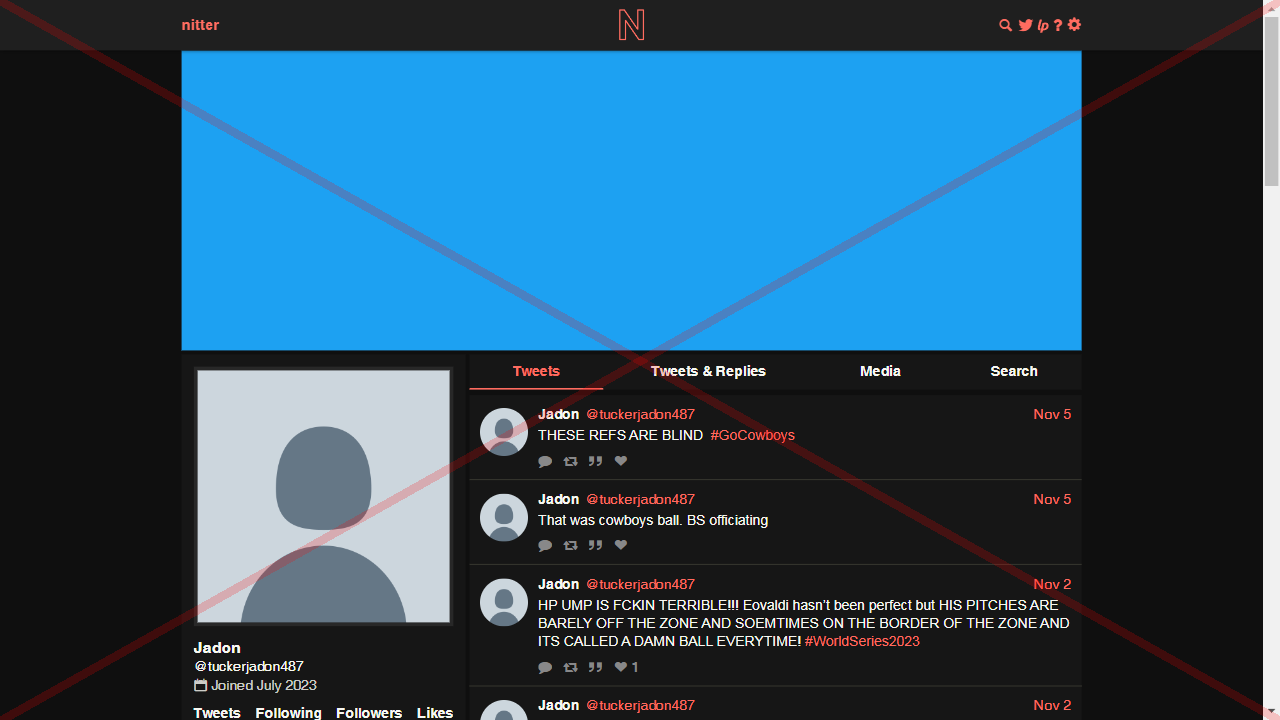 nitter
N
lp ?
Tweets
Tweets & Replies
Media
Search
Jadon @tuckerjadon487 Nov 5
THESE REFS ARE BLIND #GoCowboys
Jadon @tuckerjadon487 Nov 5
That was cowboys ball. BS officiating
Jadon @tuckerjadon487 Nov 2
HP UMP IS FCKIN TERRIBLE!!! Eovaldi hasn't been perfect but HIS PITCHES ARE
BARELY OFF THE ZONE AND SOEMTIMES ON THE BORDER OF THE ZONE AND
ITS CALLED A DAMN BALL EVERYTIME! #WorldSeries2023
1
Jadon @tuckerjadon487 Nov 2
Jadon
@tuckerjadon487
Joined July 2023
Tweets Following Followers Likes